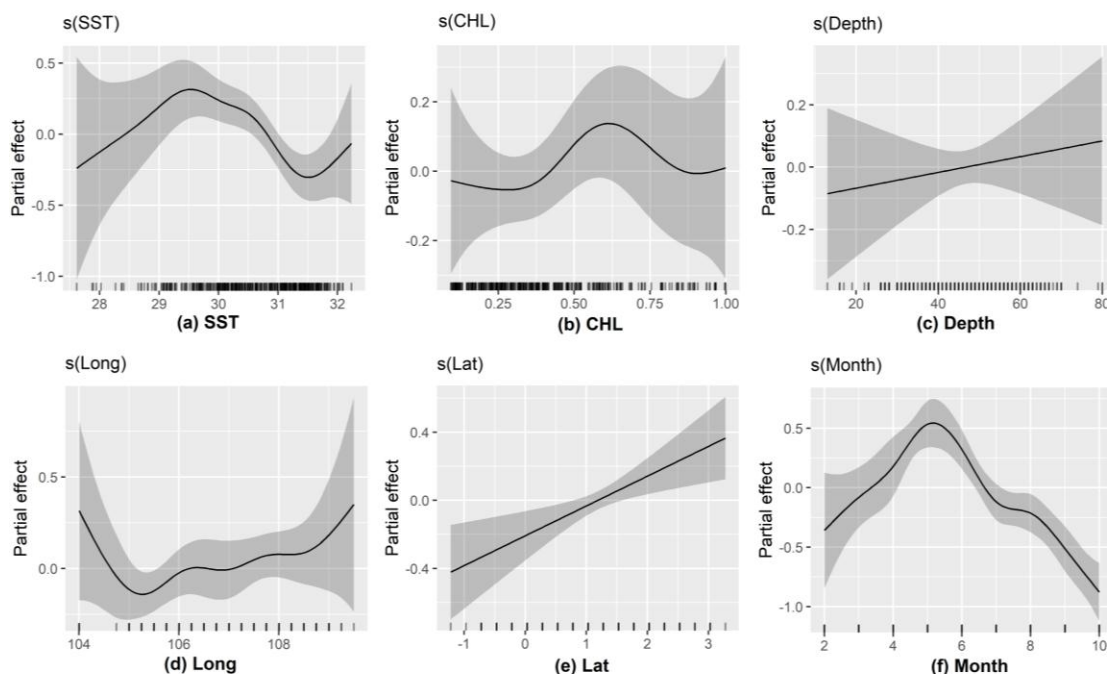 s(SST)
Partial effect
0.5
0.0
-0.5
-1.0
28 29 30 31 32
(a) SST
s(CHL)
Partial effect
0.2
0.0
-0.2
0.25 0.50 0.75 1.00
(b) CHL
s(Depth)
Partial effect
0.2
0.0
-0.2
20 40 60 80
(c) Depth
s(Long)
Partial effect
0.5
0.0
104 106 108
(d) Long
s(Lat)
Partial effect
0.4
0.0
-0.4
-1 0 1 2 3
(e) Lat
s(Month)
Partial effect
0.5
0.0
-0.5
-1.0
2 4 6 8 10
(f) Month